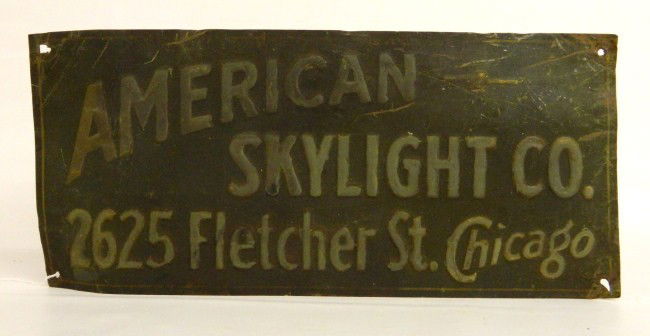 AMERICAN
SKYLIGHT CO.
2625 Fletcher St. Chicago